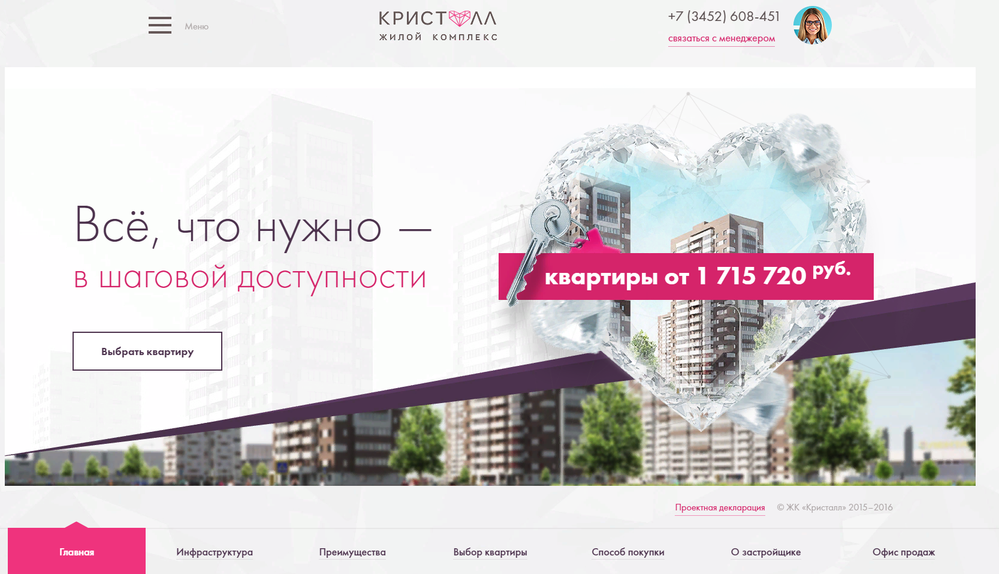 Меню
КРИСТАЛЛ
ЖИЛОЙ КОМПЛЕКС
+7 (3452) 608-451
связаться с менеджером
Всё, что нужно —
в шаговой доступности
квартиры от 1 715 720 руб.
Выбрать квартиру
Проектная декларация © ЖК «Кристалл» 2015–2016
Главная Инфраструктура Преимущества Выбор квартиры Способ покупки О застройщике Офис продаж